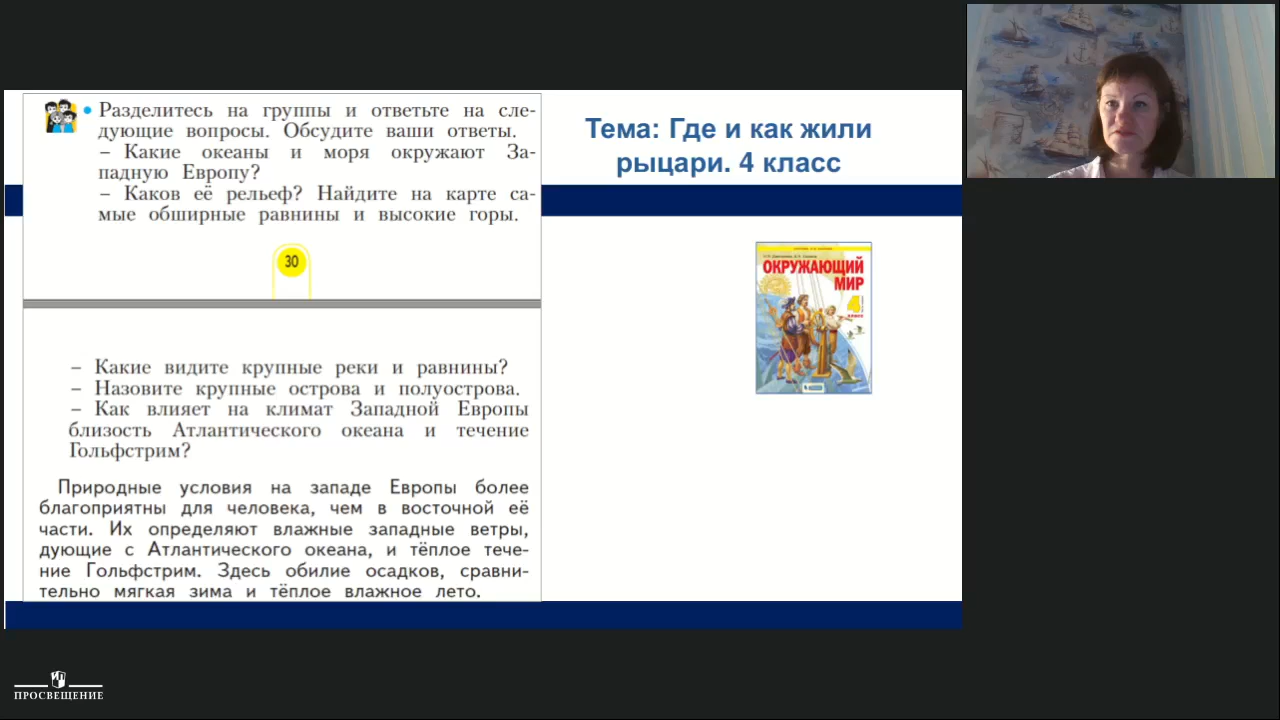 Разделитесь на группы и ответьте на сле-
дующие вопросы. Обсудите ваши ответы.
– Какие океаны и моря окружают За-
падную Европу?
– Каков её рельеф? Найдите на карте са-
мые обширные равнины и высокие горы.
30
– Какие видите крупные реки и равнины?
– Назовите крупные острова и полуострова.
– Как влияет на климат Западной Европы
близость Атлантического океана и течение
Гольфстрим?
Природные условия на западе Европы более
благоприятны для человека, чем в восточной её
части. Их определяют влажные западные ветры,
дующие с Атлантического океана, и тёплое тече-
ние Гольфстрим. Здесь обилие осадков, сравни-
тельно мягкая зима и тёплое влажное лето.
Тема: Где и как жили
рыцари. 4 класс
ОКРУЖАЮЩИЙ
МИР
4
класс
ПРОСВЕЩЕНИЕ